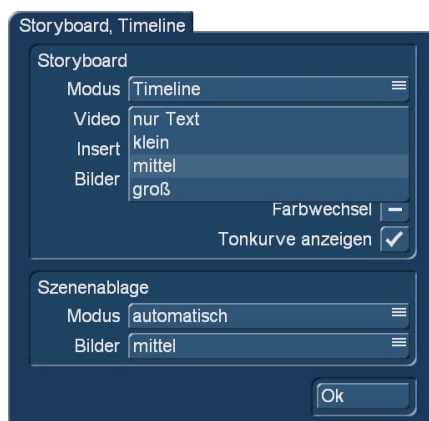 Storyboard, Timeline
Storyboard
Modus Timeline
Video nur Text
Insert klein
mittel
Bilder groß
Farbwechsel
Tonkurve anzeigen
Szenenablage
Modus automatisch
Bilder mittel
Ok